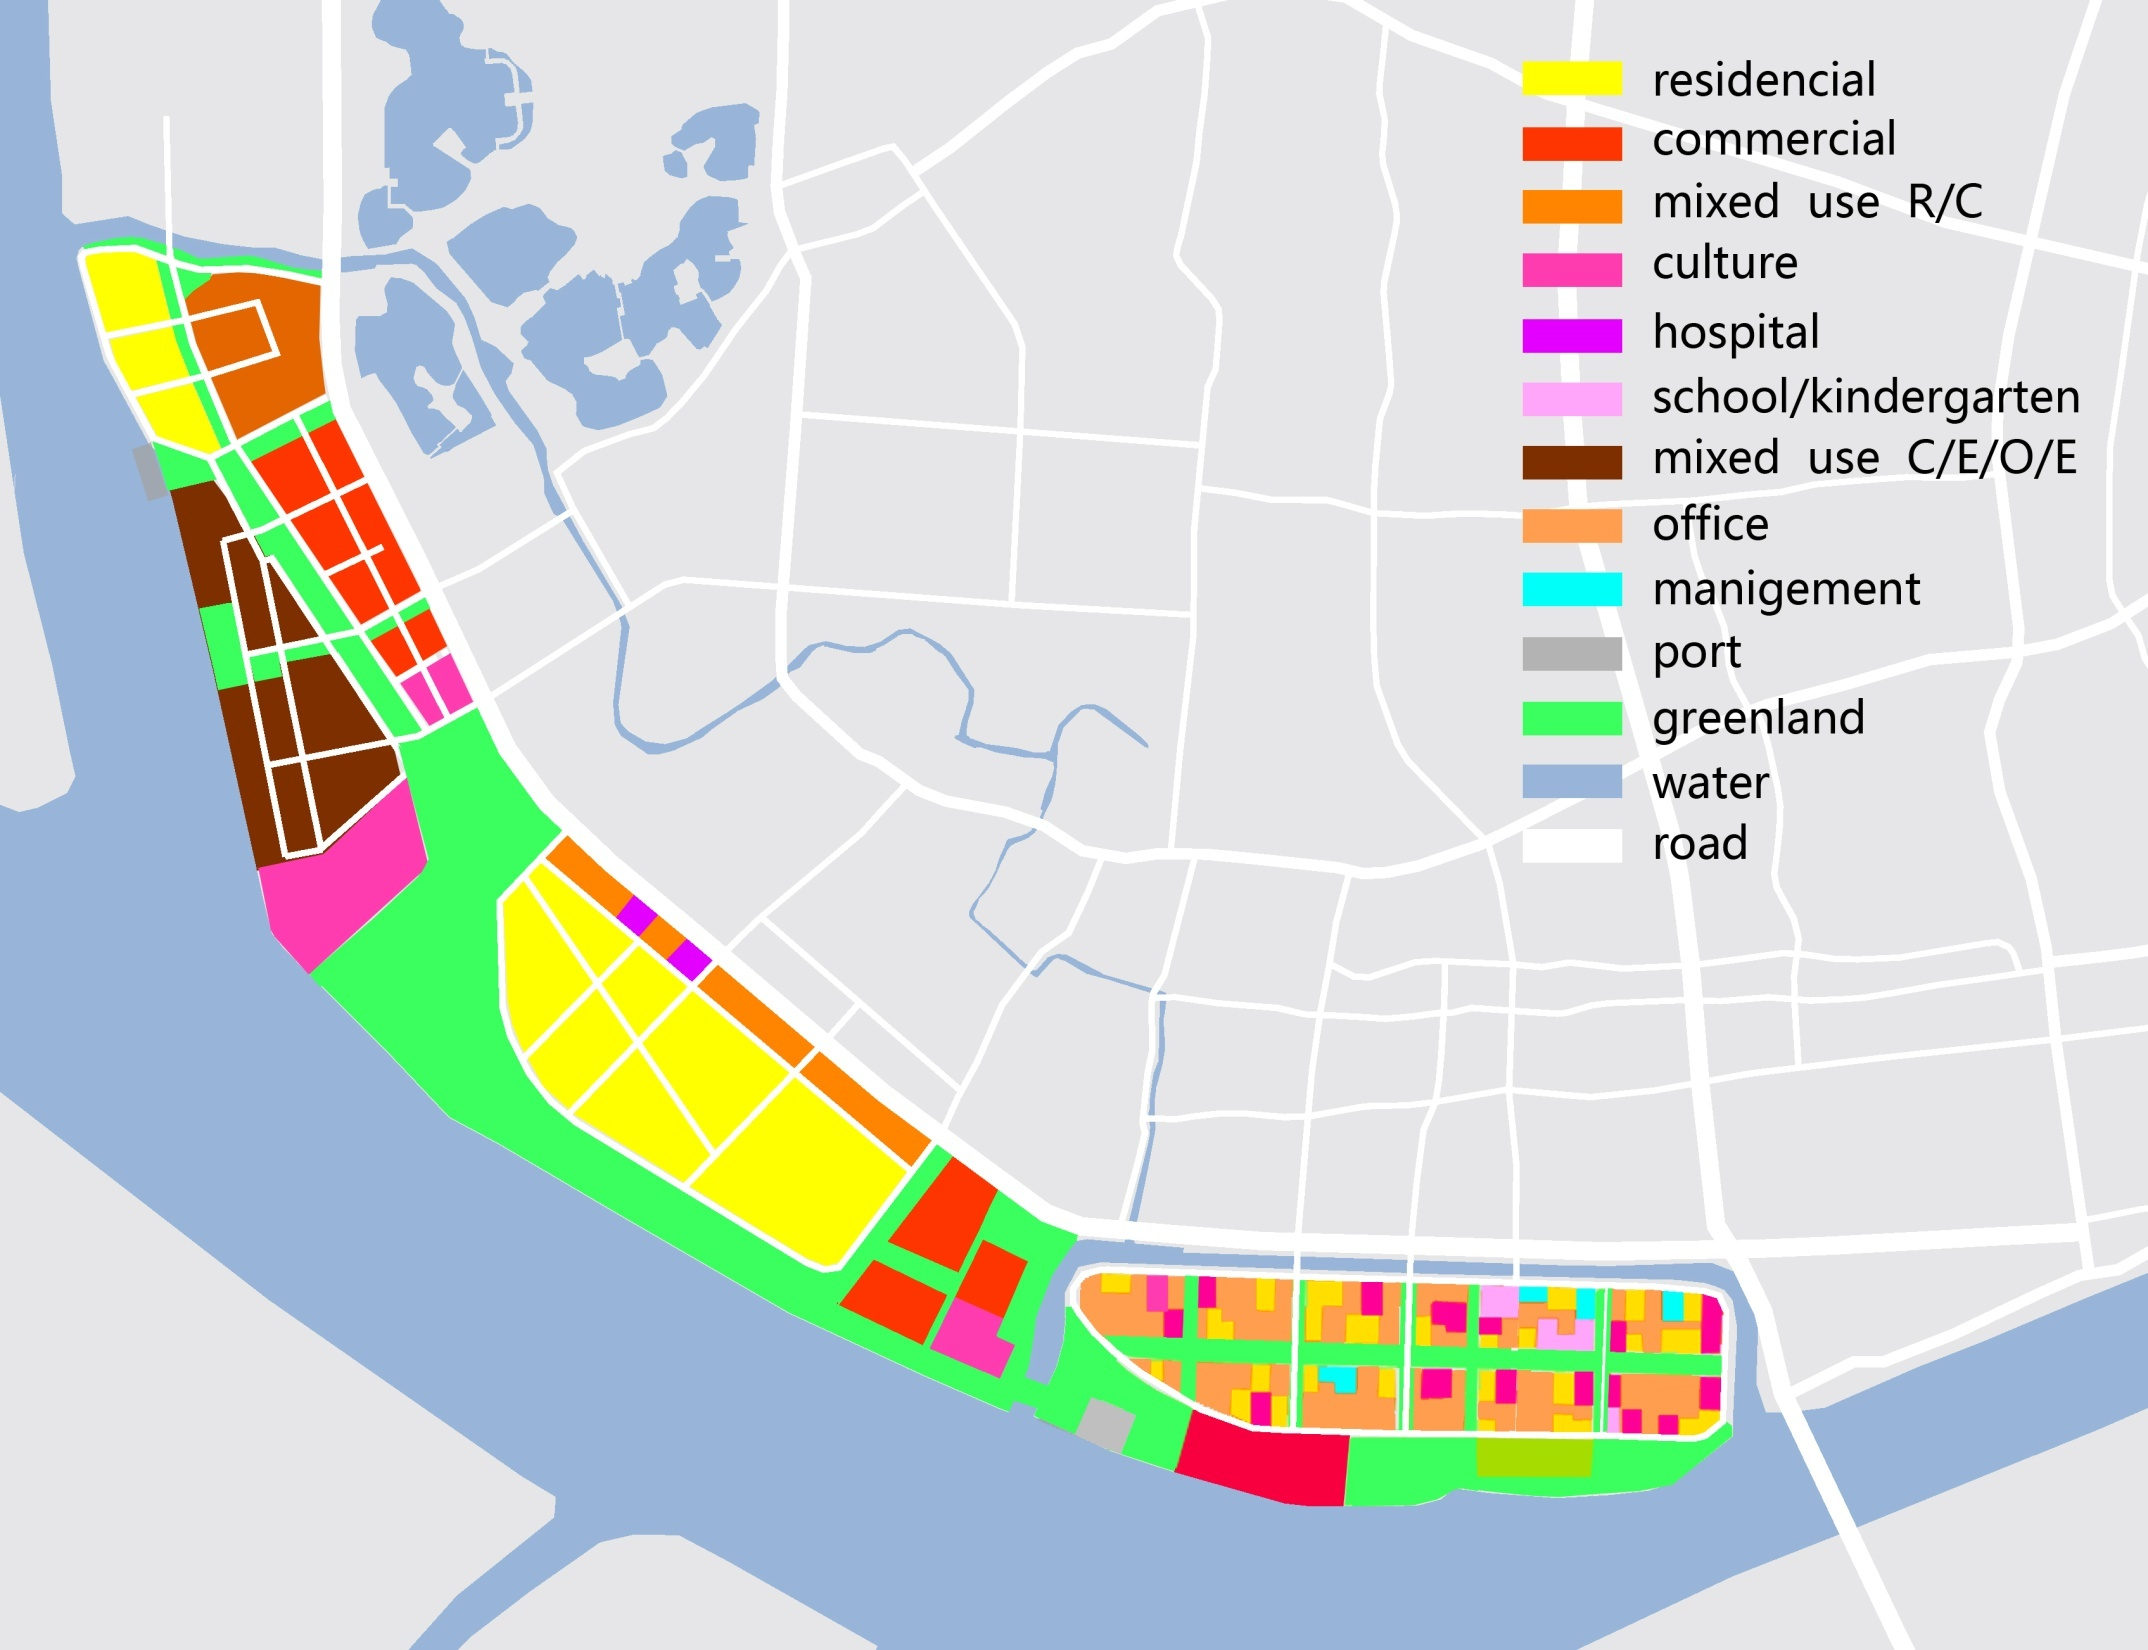 residencial
commercial
mixed use R/C
culture
hospital
school/kindergarten
mixed use C/E/O/E
office
manigement
port
greenland
water
road